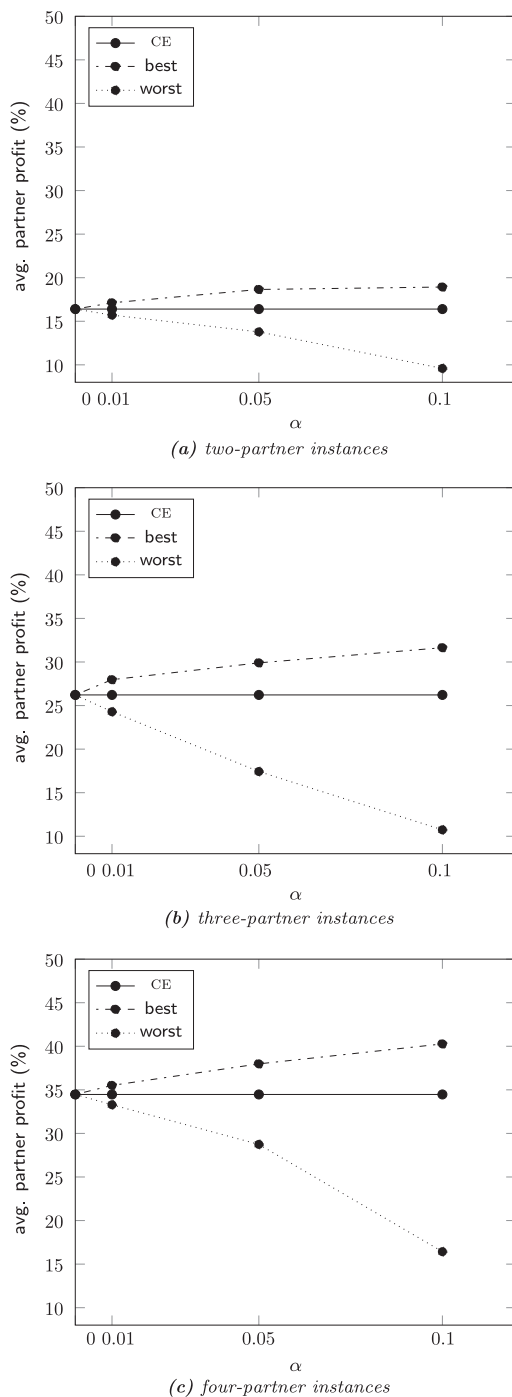 50
45
40
35
30
25
20
15
10
avg. partner profit (%)
CE
best
worst
0 0.01 0.05 0.1
α
(a) two-partner instances
50
45
40
35
30
25
20
15
10
avg. partner profit (%)
CE
best
worst
0 0.01 0.05 0.1
α
(b) three-partner instances
50
45
40
35
30
25
20
15
10
avg. partner profit (%)
CE
best
worst
0 0.01 0.05 0.1
α
(c) four-partner instances